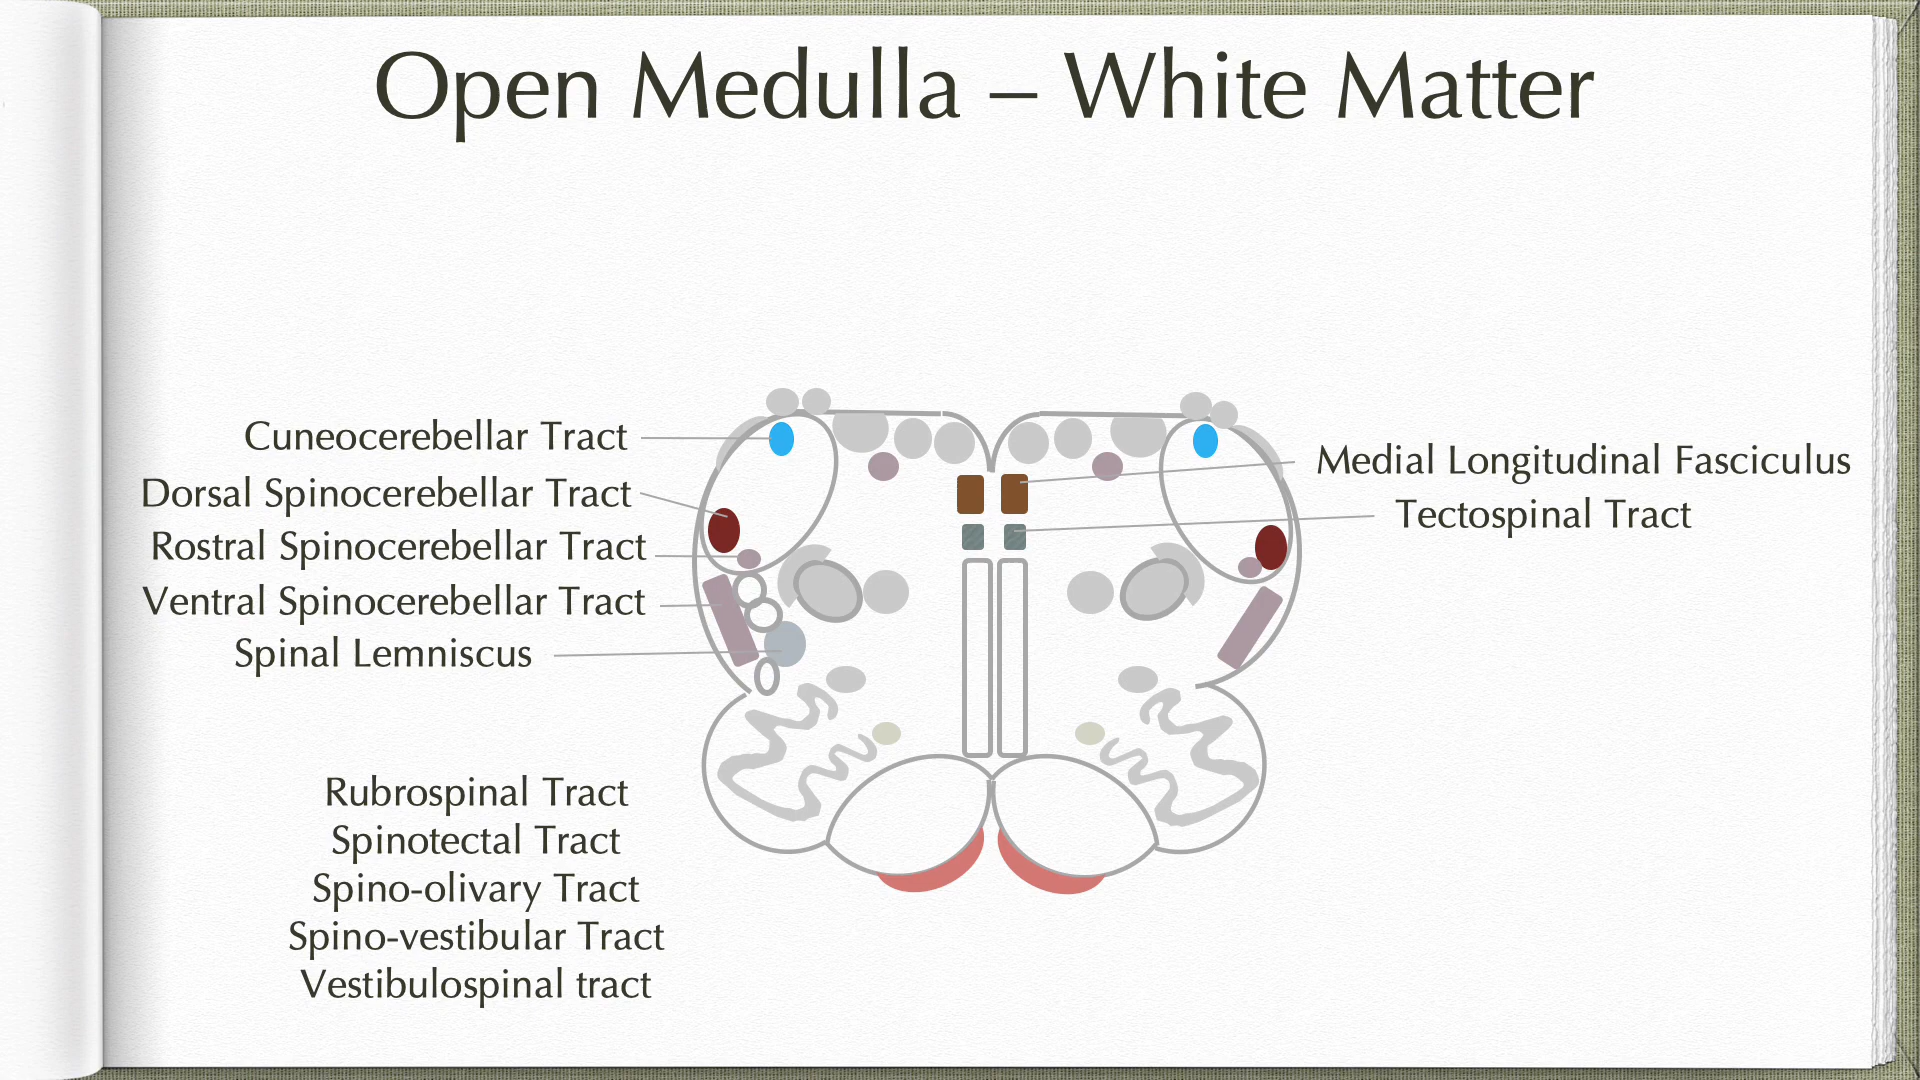 Open Medulla – White Matter
Cuneocerebellar Tract
Dorsal Spinocerebellar Tract
Rostral Spinocerebellar Tract
Ventral Spinocerebellar Tract
Spinal Lemniscus
Medial Longitudinal Fasciculus
Tectospinal Tract
Rubrospinal Tract
Spinotectal Tract
Spino-olivary Tract
Spino-vestibular Tract
Vestibulospinal tract